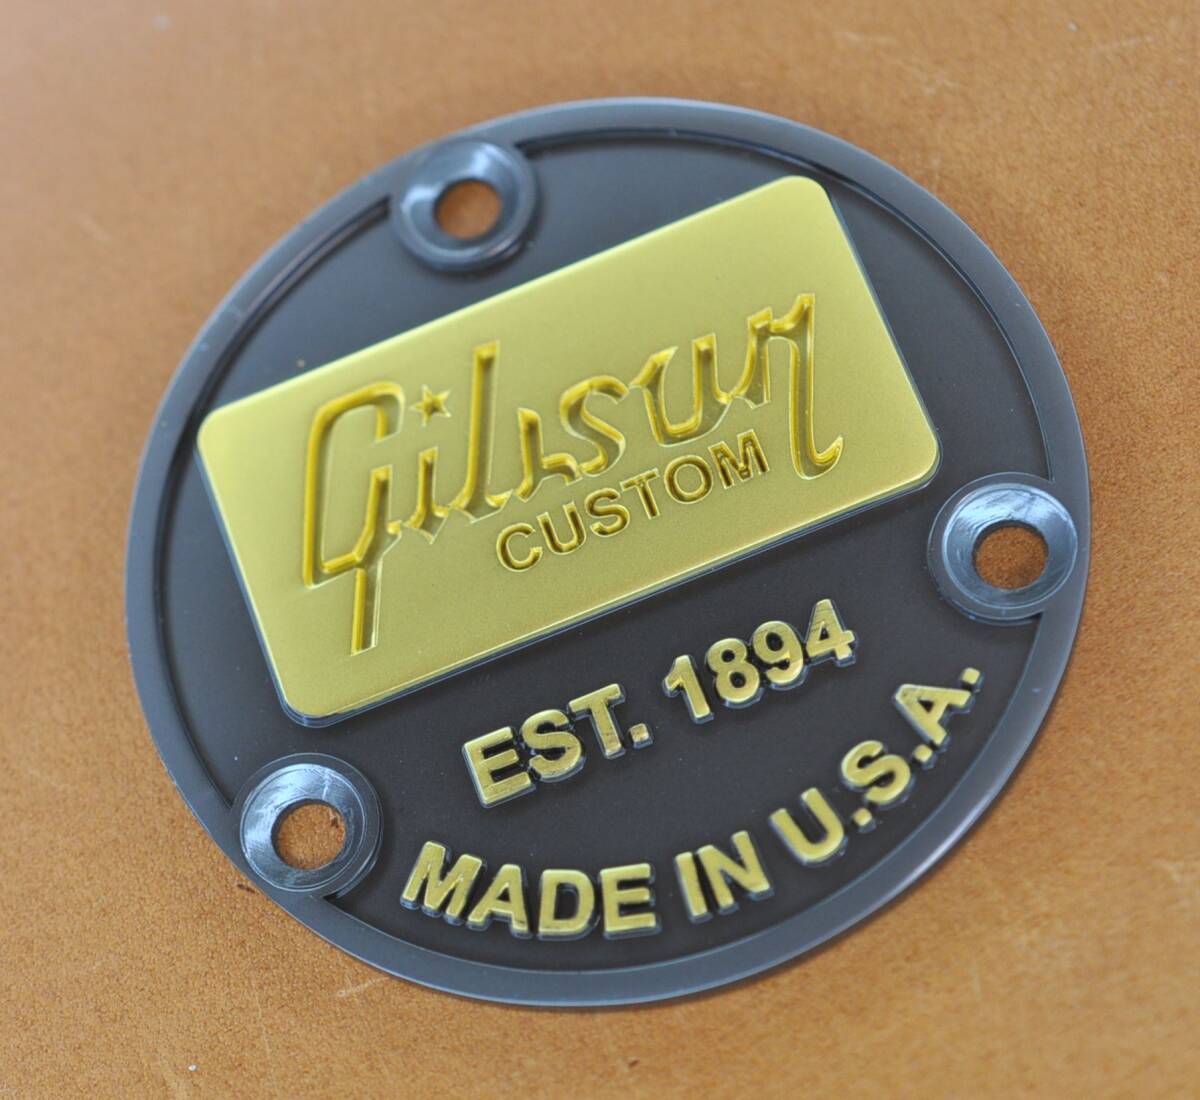 Gibson
CUSTOM
EST. 1894
MADE IN U.S.A.